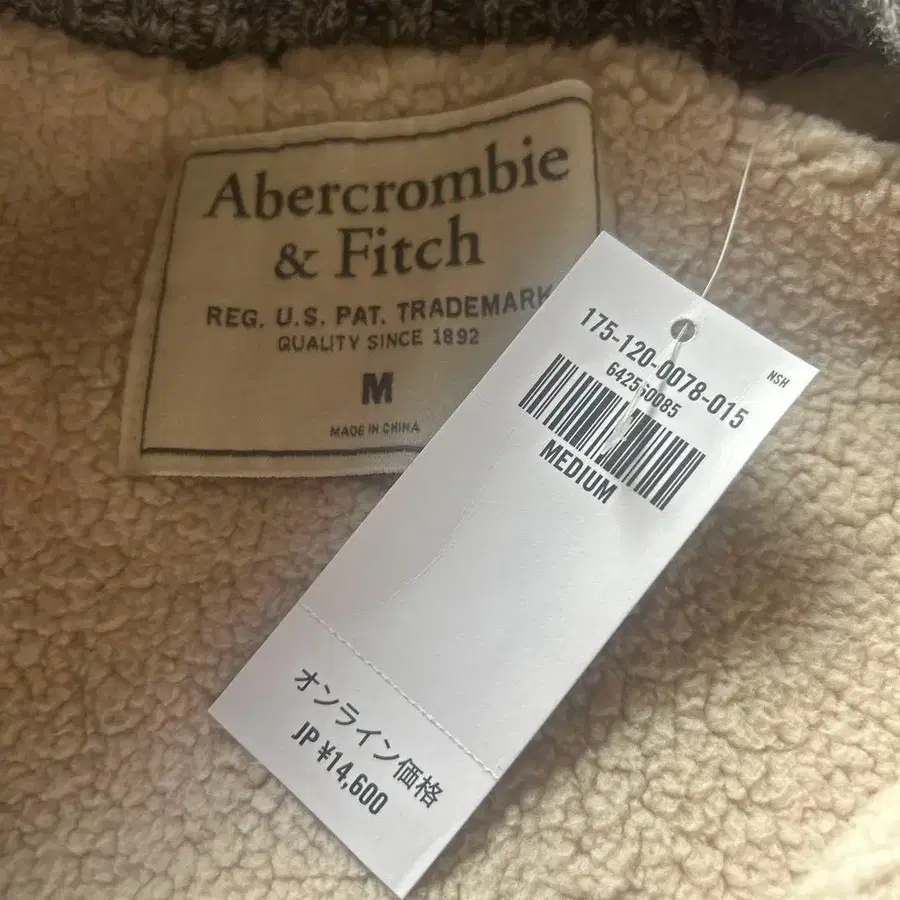 Abercrombie
& Fitch
REG. U.S. PAT. TRADEMARK
QUALITY SINCE 1892
M
MADE IN CHINA
175-120-0078-015
NSH
642560085
MEDIUM
オンライン価格
JP ¥14,600